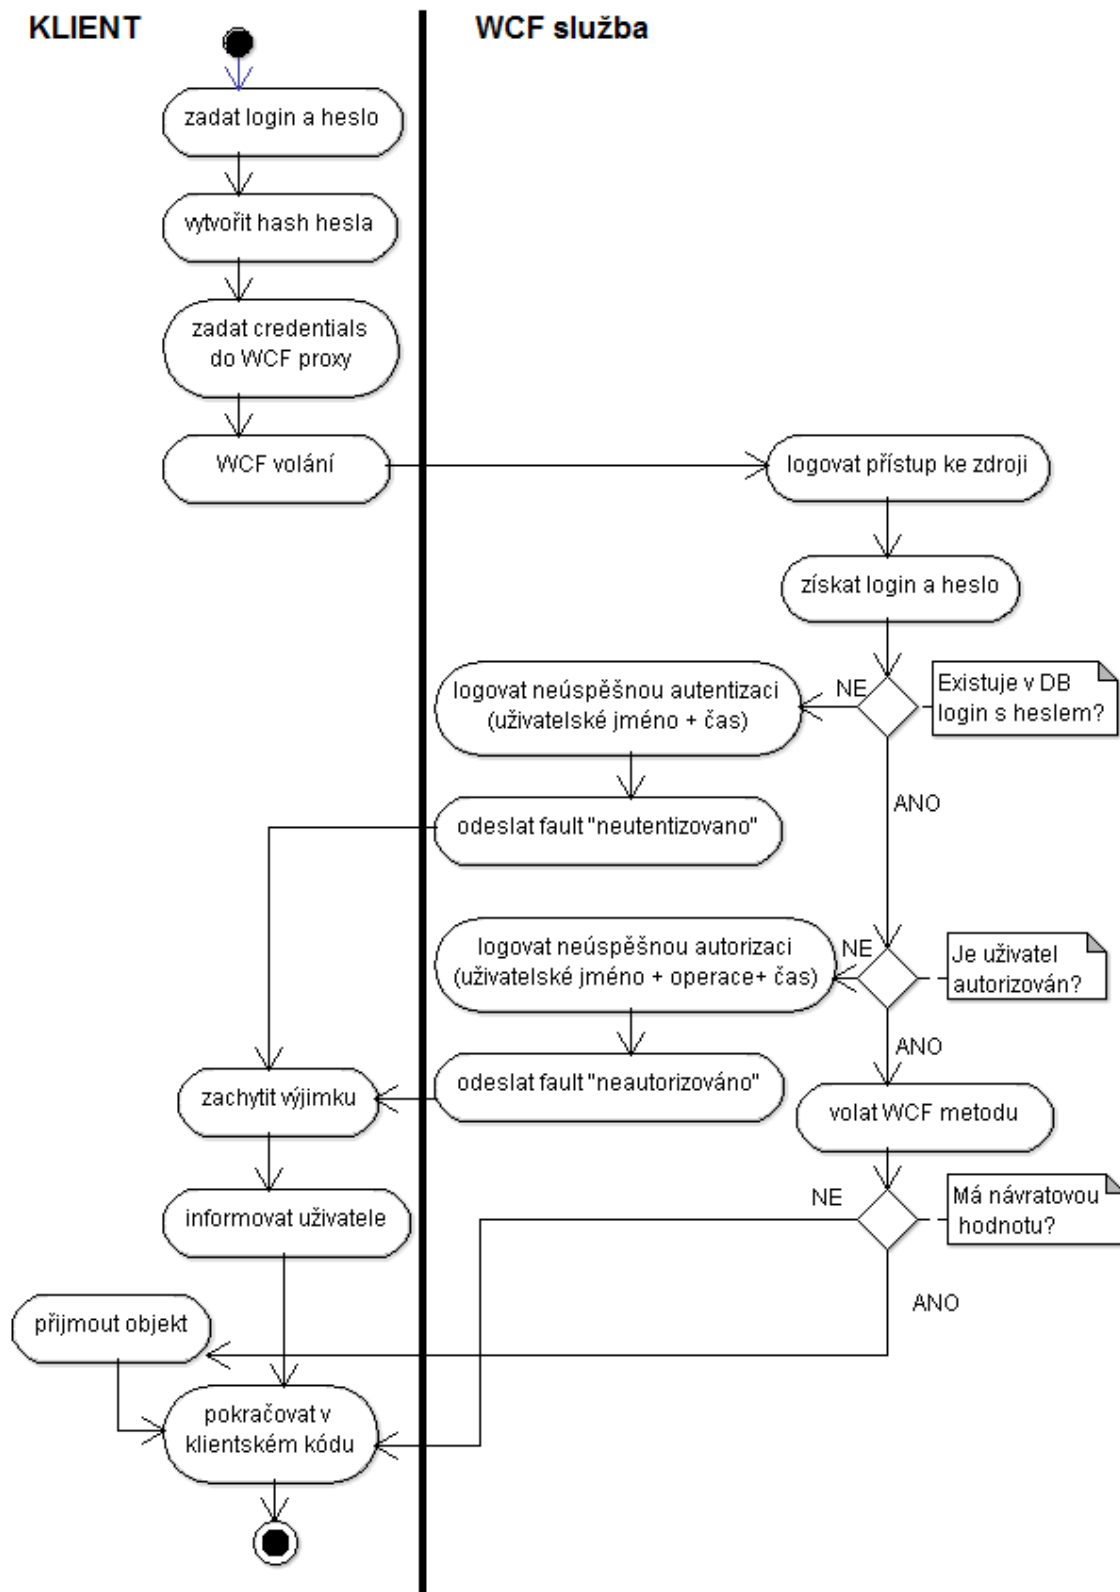 KLIENT
WCF služba
zadat login a heslo
vytvořit hash hesla
zadat credentials
do WCF proxy
WCF volání
logovat přístup ke zdroji
získat login a heslo
logovat neúspěšnou autentizaci
(uživatelské jméno + čas)
NE
Existuje v DB
login s heslem?
ANO
odeslat fault "neutentizovano"
logovat neúspěšnou autorizaci
(uživatelské jméno + operace+ čas)
NE
Je uživatel
autorizován?
ANO
zachytit výjimku
odeslat fault "neautorizováno"
volat WCF metodu
informovat uživatele
NE
Má návratovou
hodnotu?
ANO
přijmout objekt
pokračovat v
klientském kódu